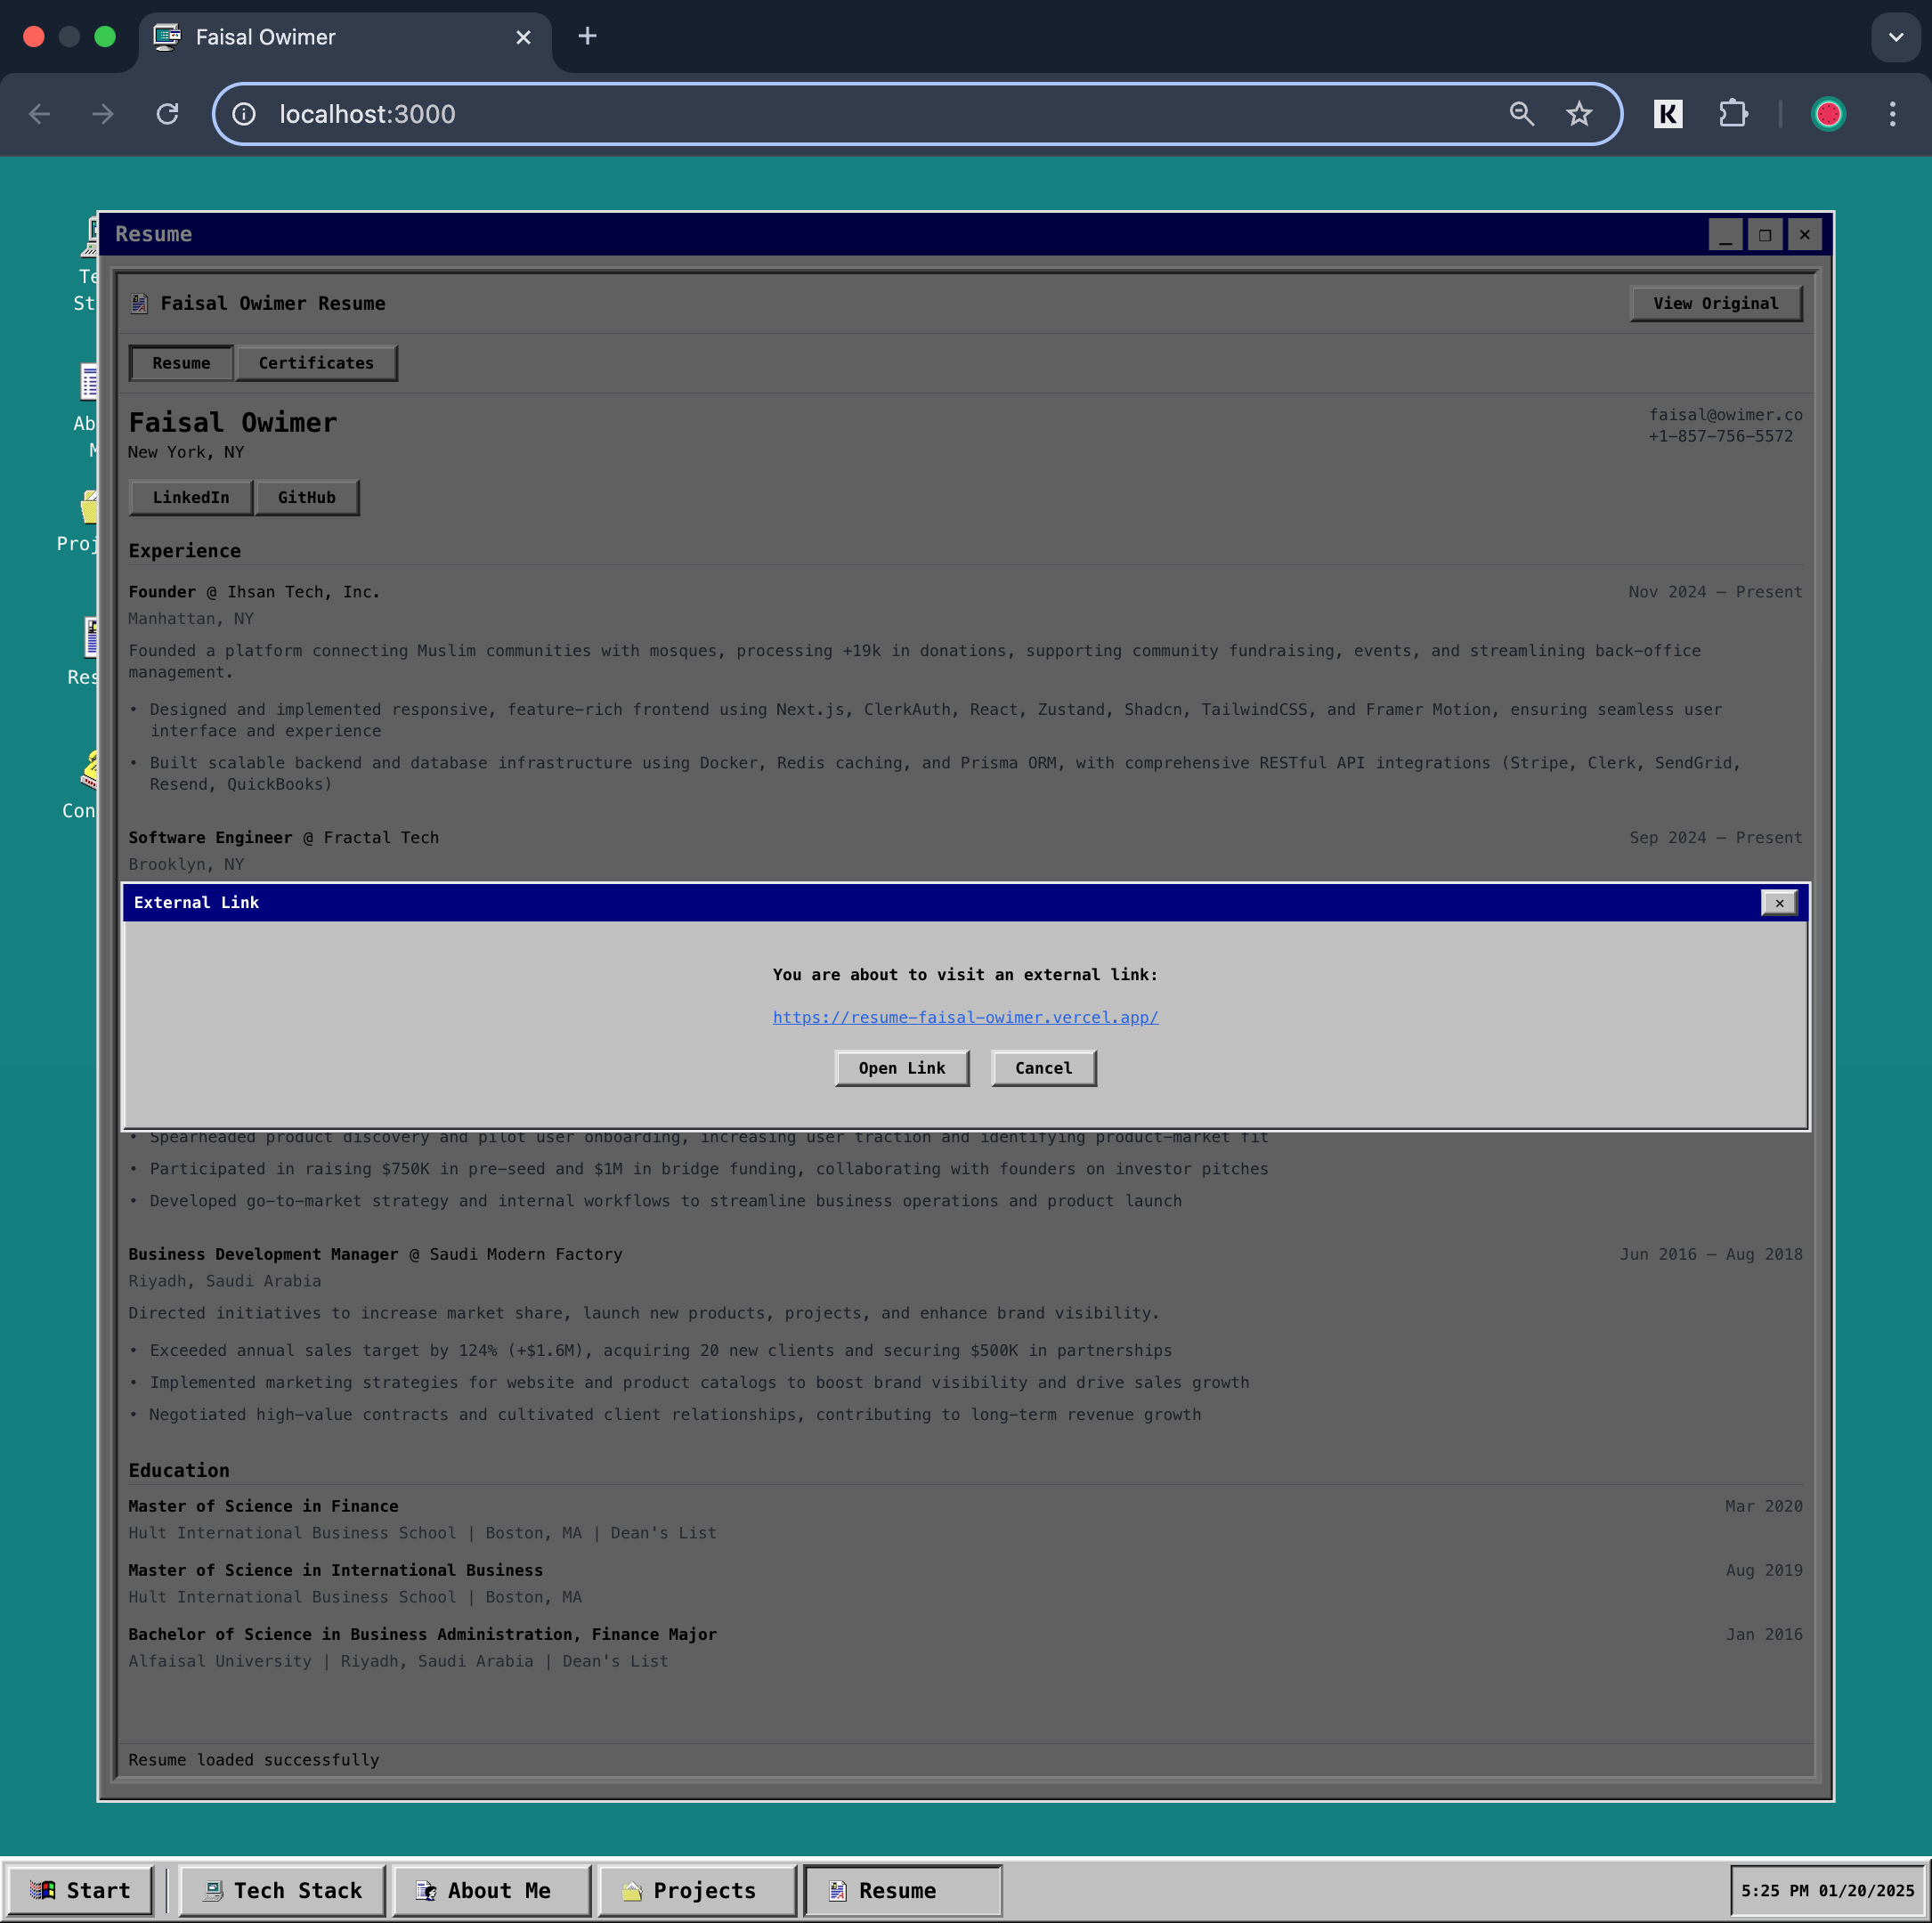 Faisal Owimer
localhost:3000
K
Resume
Faisal Owimer Resume
View Original
Resume
Certificates
Faisal Owimer
faisal@owimer.co
New York, NY
+1-857-756-5572
LinkedIn
GitHub
Experience
Founder @ Ihsan Tech, Inc.
Nov 2024 – Present
Manhattan, NY
Founded a platform connecting Muslim communities with mosques, processing +19k in donations, supporting community fundraising, events, and streamlining back-office
management.
• Designed and implemented responsive, feature-rich frontend using Next.js, ClerkAuth, React, Zustand, Shadcn, TailwindCSS, and Framer Motion, ensuring seamless user
interface and experience
• Built scalable backend and database infrastructure using Docker, Redis caching, and Prisma ORM, with comprehensive RESTful API integrations (Stripe, Clerk, SendGrid,
Resend, QuickBooks)
Software Engineer @ Fractal Tech
Sep 2024 – Present
Brooklyn, NY
External Link
You are about to visit an external link:
https://resume-faisal-owimer.vercel.app/
Open Link
Cancel
• Spearheaded product discovery and pilot user onboarding, increasing user traction and identifying product-market fit
• Participated in raising $750K in pre-seed and $1M in bridge funding, collaborating with founders on investor pitches
• Developed go-to-market strategy and internal workflows to streamline business operations and product launch
Business Development Manager @ Saudi Modern Factory
Jun 2016 – Aug 2018
Riyadh, Saudi Arabia
Directed initiatives to increase market share, launch new products, projects, and enhance brand visibility.
• Exceeded annual sales target by 124% (+$1.6M), acquiring 20 new clients and securing $500K in partnerships
• Implemented marketing strategies for website and product catalogs to boost brand visibility and drive sales growth
• Negotiated high-value contracts and cultivated client relationships, contributing to long-term revenue growth
Education
Master of Science in Finance
Mar 2020
Hult International Business School | Boston, MA | Dean's List
Master of Science in International Business
Aug 2019
Hult International Business School | Boston, MA
Bachelor of Science in Business Administration, Finance Major
Jan 2016
Alfaisal University | Riyadh, Saudi Arabia | Dean's List
Resume loaded successfully
Start
Tech Stack
About Me
Projects
Resume
5:25 PM 01/20/2025